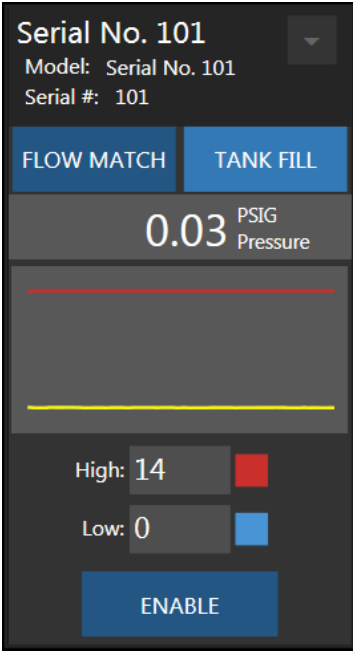 Serial No. 101
Model: Serial No. 101
Serial #: 101
FLOW MATCH TANK FILL
0.03 PSIG
Pressure
High: 14
Low: 0
ENABLE